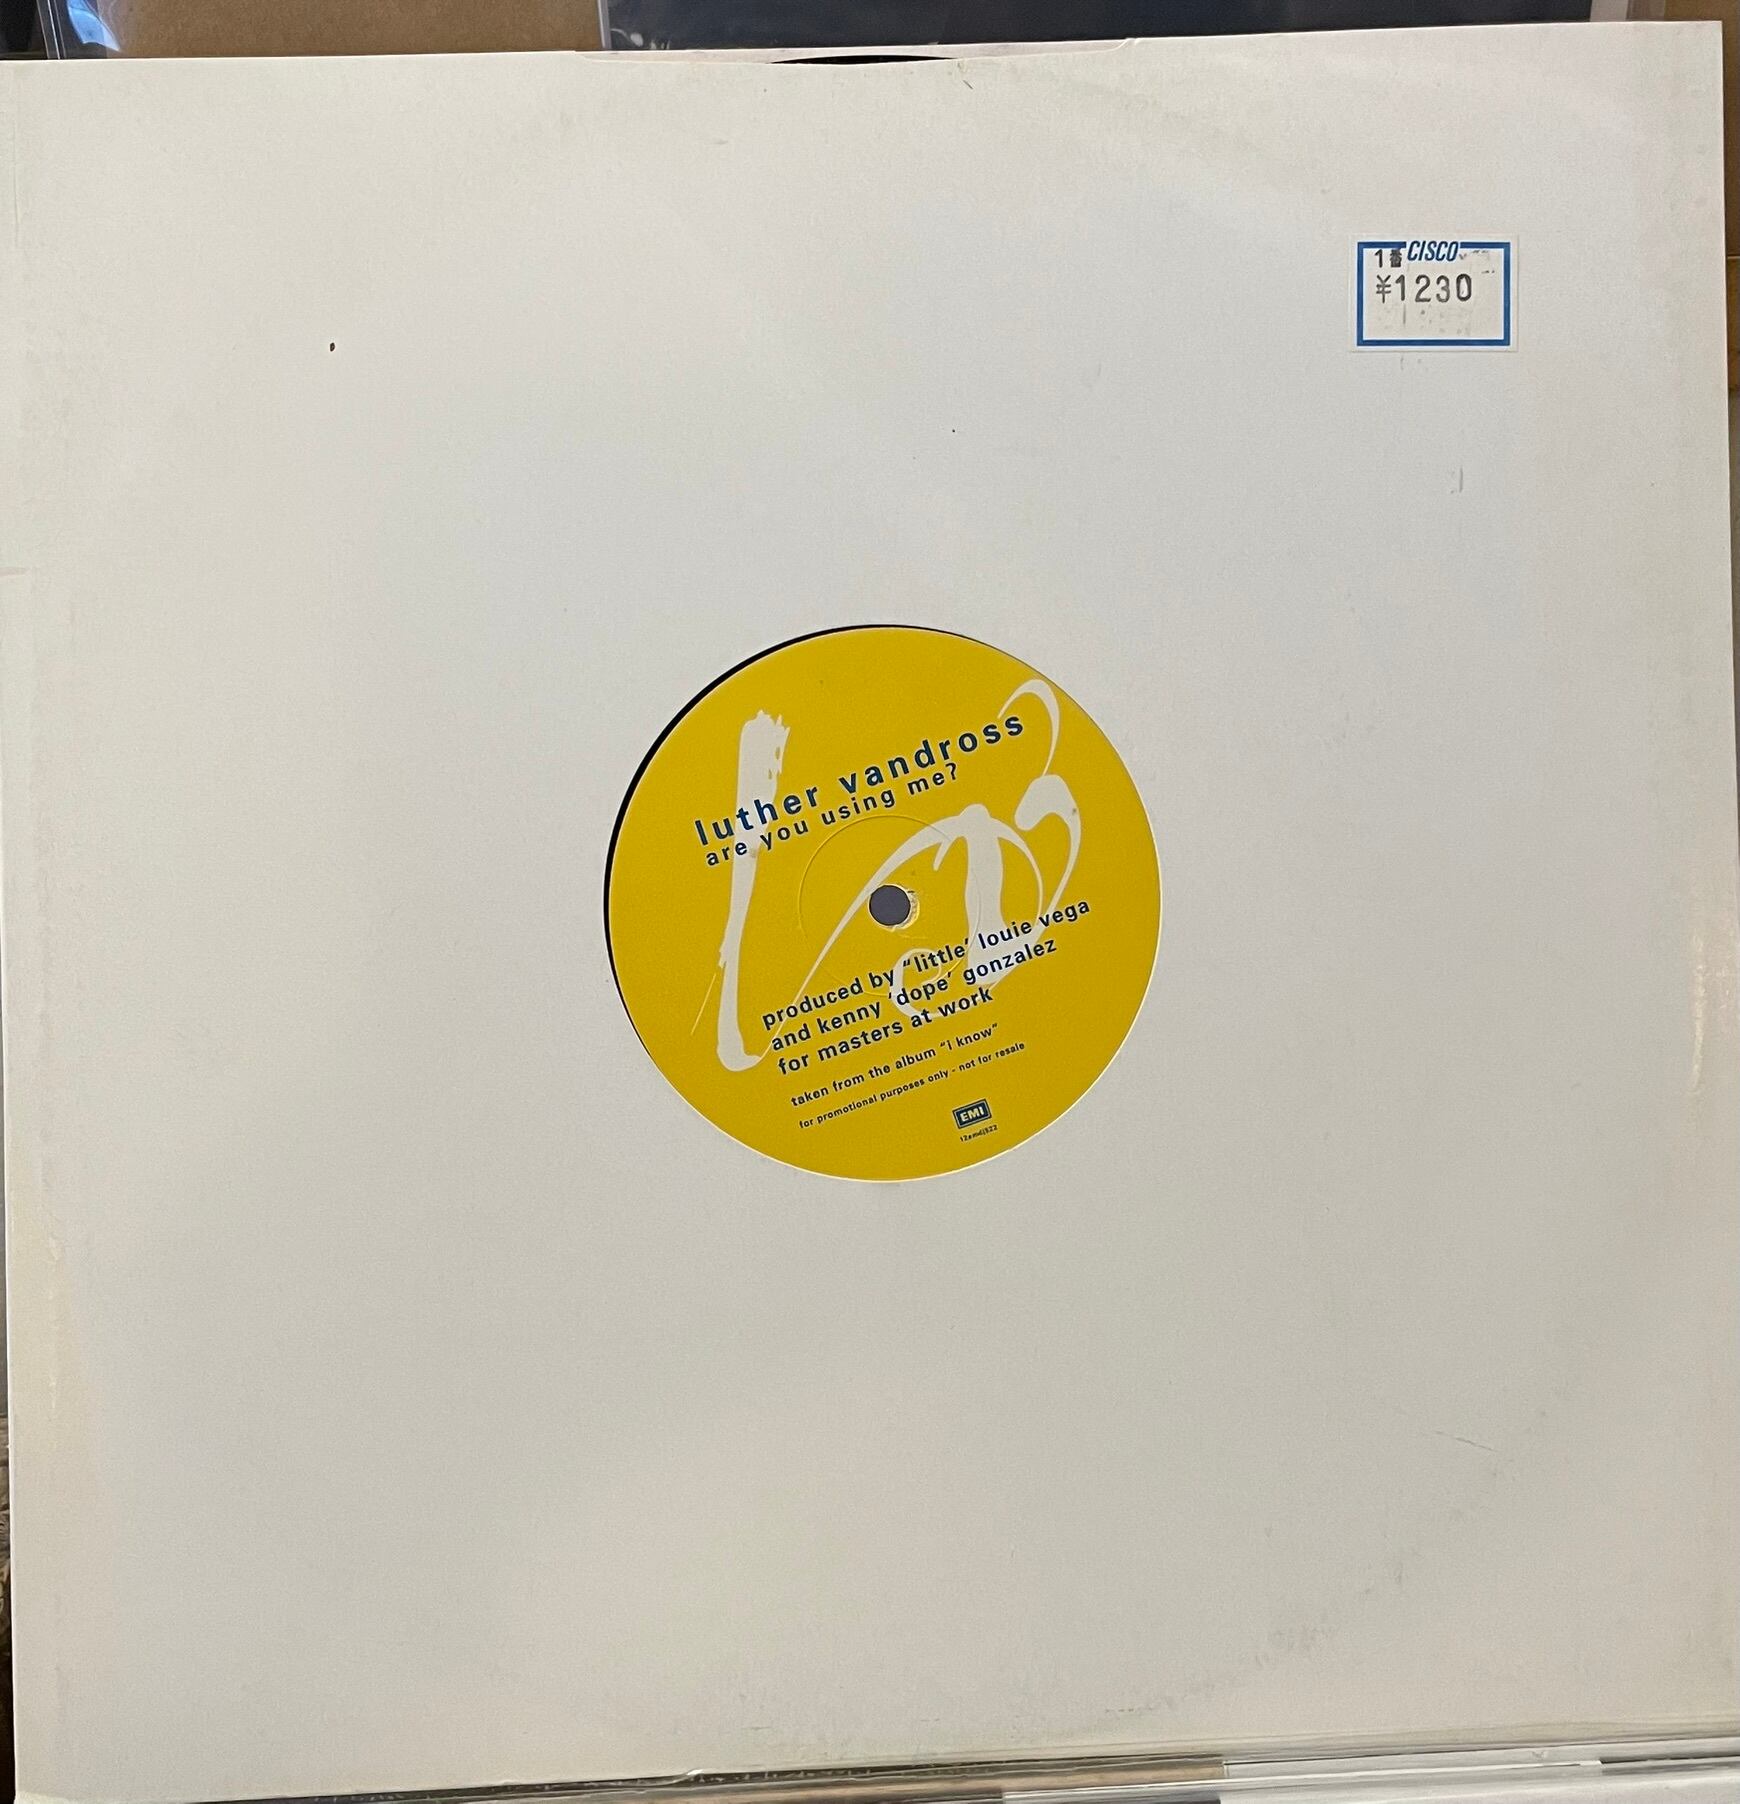 1番 CISCO
¥1230
luther vandross
are you using me?
produced by "little' louie vega
and kenny 'dope' gonzalez
for masters at work
taken from the album "i know"
for promotional purposes only - not for resale
EMI
12emdj522